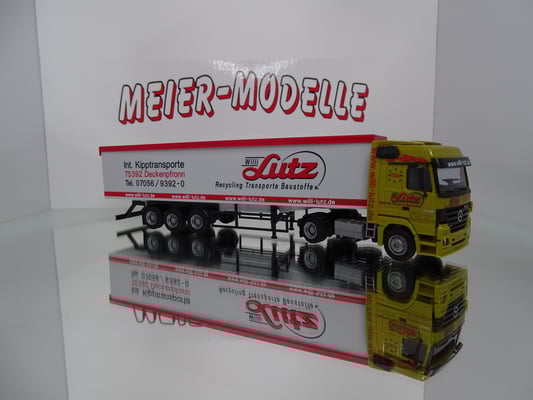 MEIER-MODELLE
Int. Kipptransporte
75392 Deckenpfronn
Tel. 07056 / 9392-0
Willi
Lutz
Recycling Transporte Baustoffe
www.willi-lutz.de
www.willi-lutz.de
Lutz